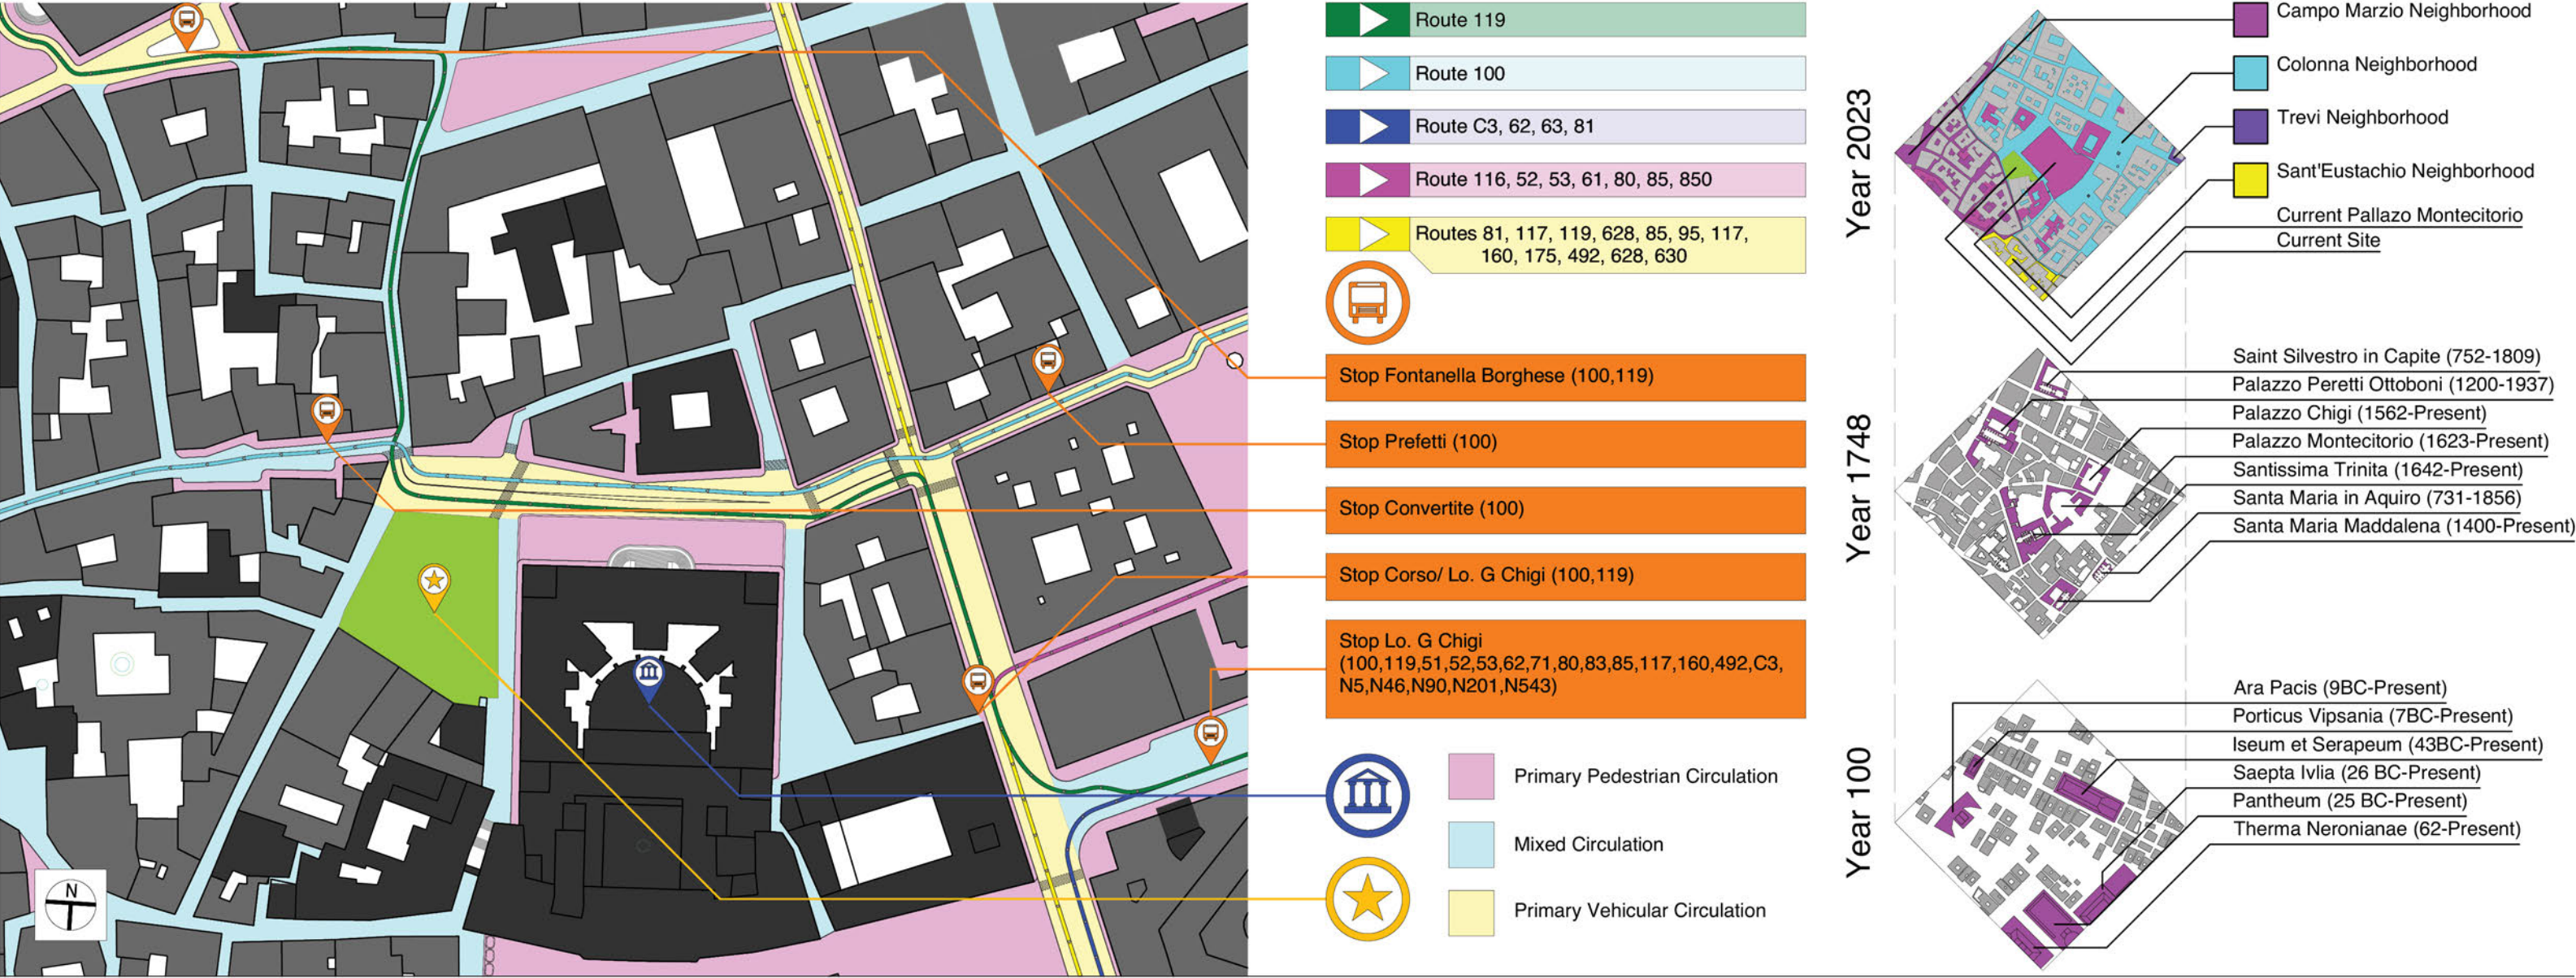 N
Route 119
Route 100
Route C3, 62, 63, 81
Route 116, 52, 53, 61, 80, 85, 850
Routes 81, 117, 119, 628, 85, 95, 117,
160, 175, 492, 628, 630
Stop Fontanella Borghese (100,119)
Stop Prefetti (100)
Stop Convertite (100)
Stop Corso/ Lo. G Chigi (100,119)
Stop Lo. G Chigi
(100,119,51,52,53,62,71,80,83,85,117,160,492,C3,
N5,N46,N90,N201,N543)
Primary Pedestrian Circulation
Mixed Circulation
Primary Vehicular Circulation
Year 2023
Campo Marzio Neighborhood
Colonna Neighborhood
Trevi Neighborhood
Sant'Eustachio Neighborhood
Current Pallazo Montecitorio
Current Site
Year 1748
Saint Silvestro in Capite (752-1809)
Palazzo Peretti Ottoboni (1200-1937)
Palazzo Chigi (1562-Present)
Palazzo Montecitorio (1623-Present)
Santissima Trinita (1642-Present)
Santa Maria in Aquiro (731-1856)
Santa Maria Maddalena (1400-Present)
Year 100
Ara Pacis (9BC-Present)
Porticus Vipsania (7BC-Present)
Iseum et Serapeum (43BC-Present)
Saepta Ivlia (26 BC-Present)
Pantheum (25 BC-Present)
Therma Neronianae (62-Present)